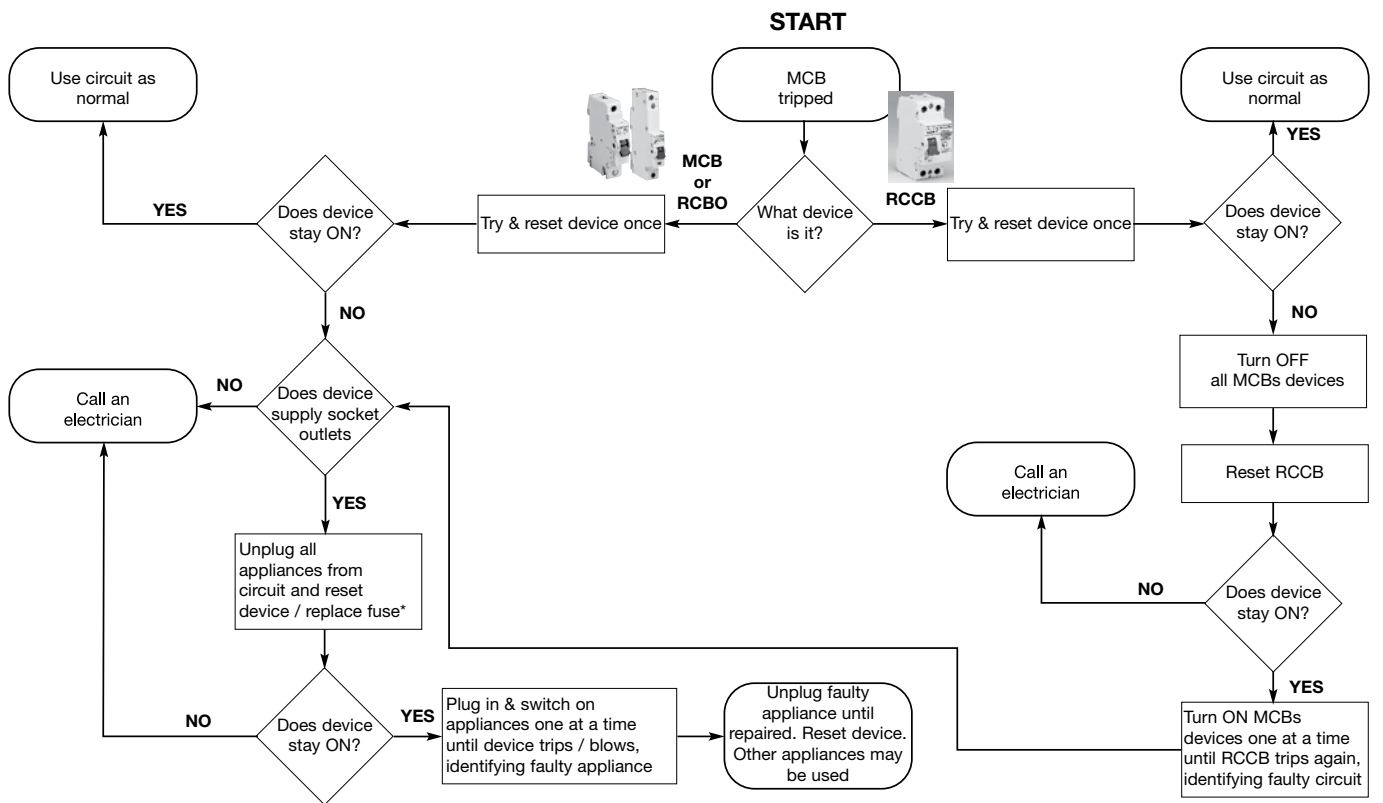 START
Use circuit as
normal
MCB
tripped
Use circuit as
normal
YES
MCB
or
RCBO
RCCB
YES
Does device
stay ON?
Try & reset device once
What device
is it?
Try & reset device once
Does device
stay ON?
NO
NO
Call an
electrician
NO
Does device
supply socket
outlets
Turn OFF
all MCBs devices
YES
Call an
electrician
Reset RCCB
Unplug all
appliances from
circuit and reset
device / replace fuse*
NO
Does device
stay ON?
YES
NO
Does device
stay ON?
YES
Plug in & switch on
appliances one at a time
until device trips / blows,
identifying faulty appliance
Unplug faulty
appliance until
repaired. Reset device.
Other appliances may
be used
Turn ON MCBs
devices one at a time
until RCCB trips again,
identifying faulty circuit